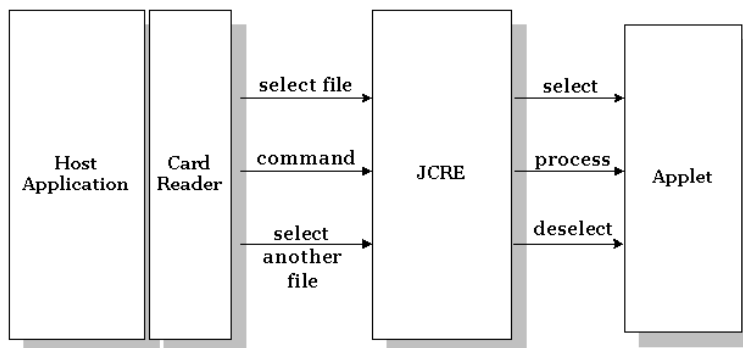 Host
Application
Card
Reader
select file
command
select
another
file
JCRE
select
process
deselect
Applet